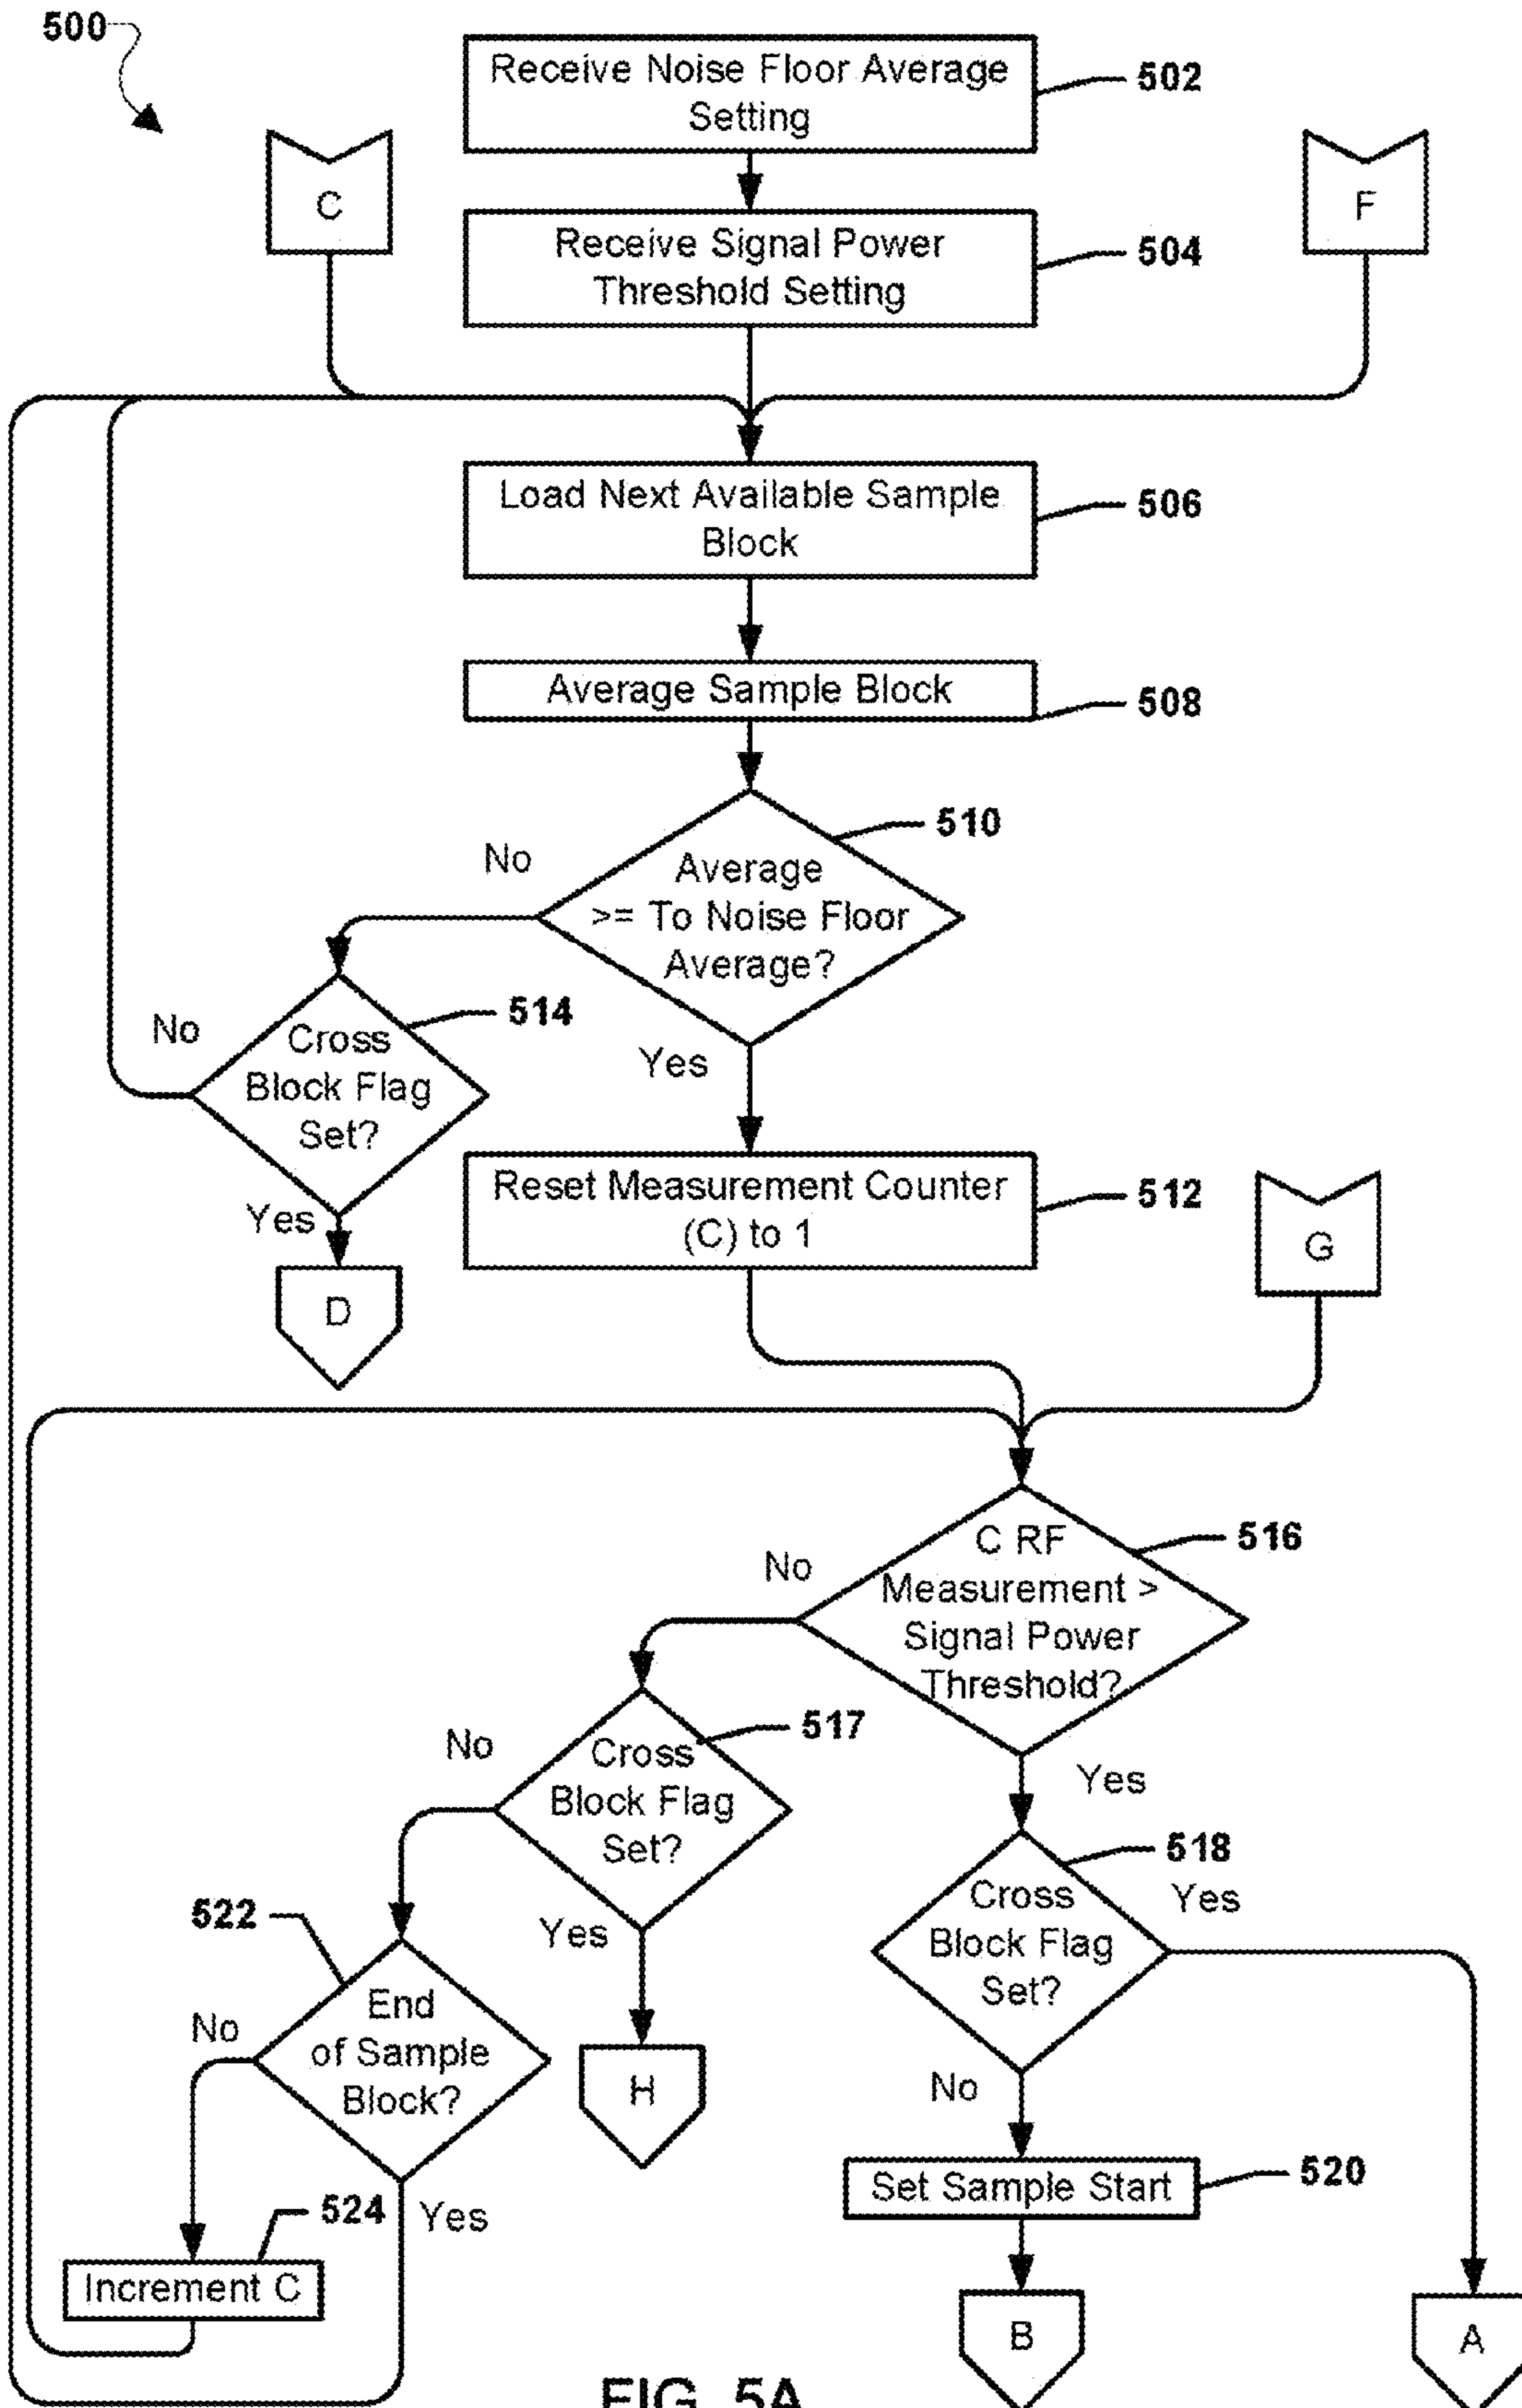 500
Receive Noise Floor Average
Setting
502
C
F
Receive Signal Power
Threshold Setting
504
Load Next Available Sample
Block
506
Average Sample Block
508
510
No
Average
>= To Noise Floor
Average?
514
No
Cross
Block Flag
Set?
Yes
Yes
Reset Measurement Counter
(C) to 1
512
G
D
516
No
C RF
Measurement >
Signal Power
Threshold?
517
No
Cross
Block Flag
Set?
Yes
518
Yes
Cross
Block Flag
Set?
522
Yes
End
of Sample
Block?
No
H
No
Set Sample Start
520
524
Yes
Increment C
B
A
FIG. 5A